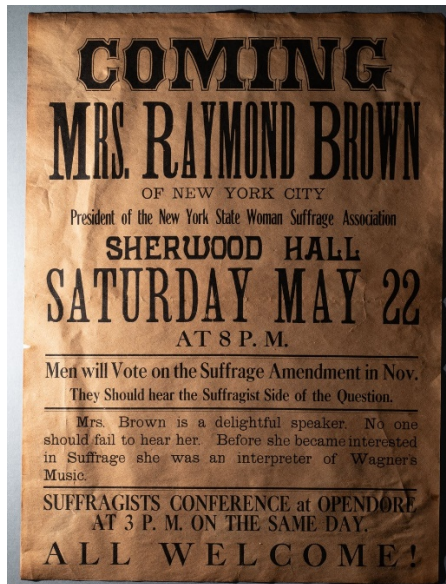 COMING
MRS. RAYMOND BROWN
OF NEW YORK CITY
President of the New York State Woman Suffrage Association
SHERWOOD HALL
SATURDAY MAY 22
AT 8 P. M.
Men will Vote on the Suffrage Amendment in Nov.
They Should hear the Suffragist Side of the Question.
Mrs. Brown is a delightful speaker. No one
should fail to hear her. Before she became interested
in Suffrage she was an interpreter of Wagner's
Music.
SUFFRAGISTS CONFERENCE at OPENDORE
AT 3 P. M. ON THE SAME DAY.
ALL WELCOME!